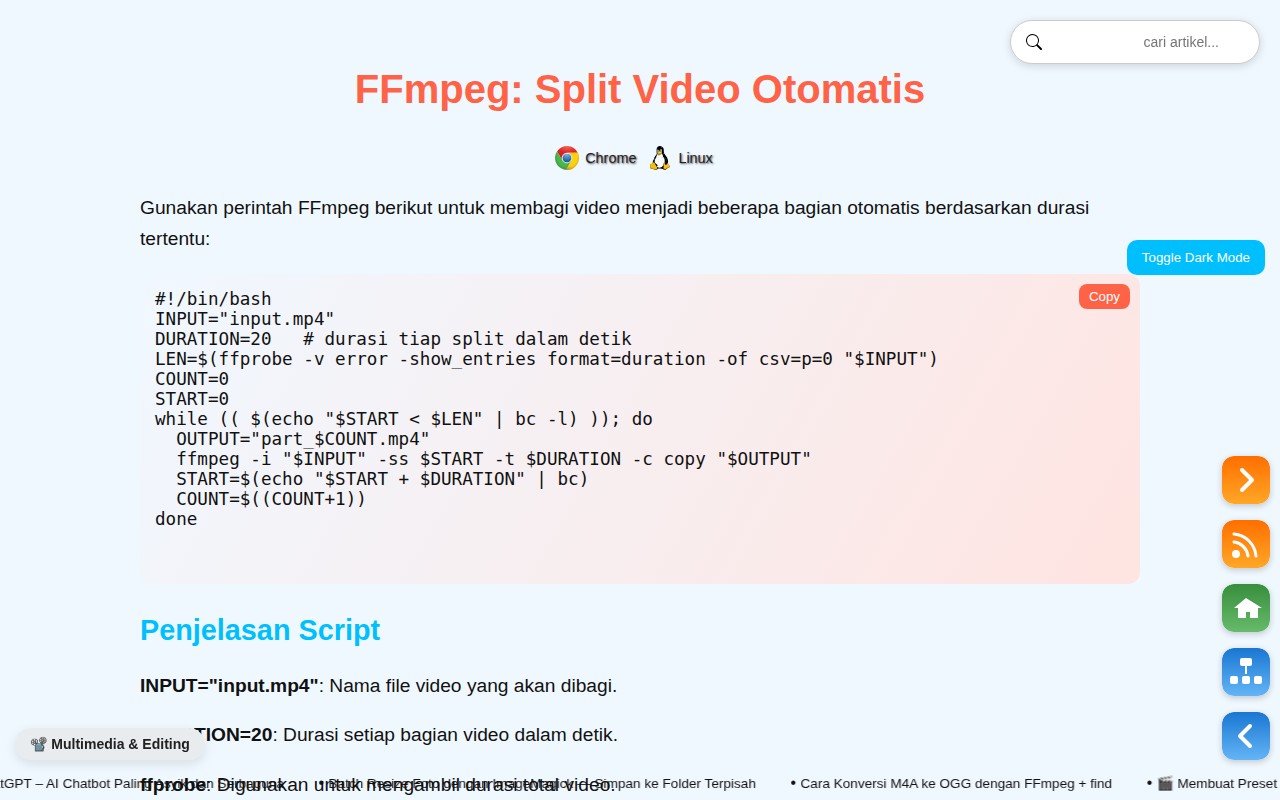 cari artikel...
FFmpeg: Split Video Otomatis
Chrome Linux
Gunakan perintah FFmpeg berikut untuk membagi video menjadi beberapa bagian otomatis berdasarkan durasi
tertentu:
Toggle Dark Mode
Copy
#!/bin/bash
INPUT="input.mp4"
DURATION=20   # durasi tiap split dalam detik
LEN=$(ffprobe -v error -show_entries format=duration -of csv=p=0 "$INPUT")
COUNT=0
START=0
while (( $(echo "$START < $LEN" | bc -l) )); do
  OUTPUT="part_$COUNT.mp4"
  ffmpeg -i "$INPUT" -ss $START -t $DURATION -c copy "$OUTPUT"
  START=$(echo "$START + $DURATION" | bc)
  COUNT=$((COUNT+1))
done
Penjelasan Script
INPUT="input.mp4": Nama file video yang akan dibagi.
TION=20: Durasi setiap bagian video dalam detik.
📽️ Multimedia & Editing
ffprobe: Digunakan untuk mengambil durasi total video.
tGPT – AI Chatbot Paling • Batch Resize Foto dengan ImageMagick – Simpan ke Folder Terpisah • Cara Konversi M4A ke OGG dengan FFmpeg + find • 🎬 Membuat Preset